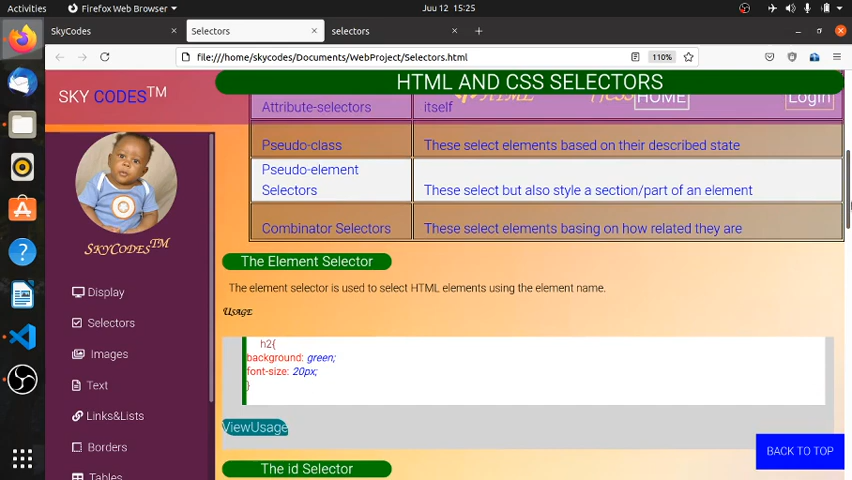 Activities
Firefox Web Browser
Juu 12 15:25
SkyCodes
Selectors
selectors
file:///home/skycodes/Documents/WebProject/Selectors.html
110%
SKY CODES™
HTML AND CSS SELECTORS
HTML
HOME
Login
Attribute-selectors
itself
Pseudo-class
These select elements based on their described state
Pseudo-element
Selectors
These select but also style a section/part of an element
Combinator Selectors
These select elements basing on how related they are
SKYCODES™
Display
Selectors
Images
Text
Links&Lists
Borders
Tables
The Element Selector
The element selector is used to select HTML elements using the element name.
USAGE
h2{
background: green;
font-size: 20px;
}
ViewUsage
BACK TO TOP
The id Selector